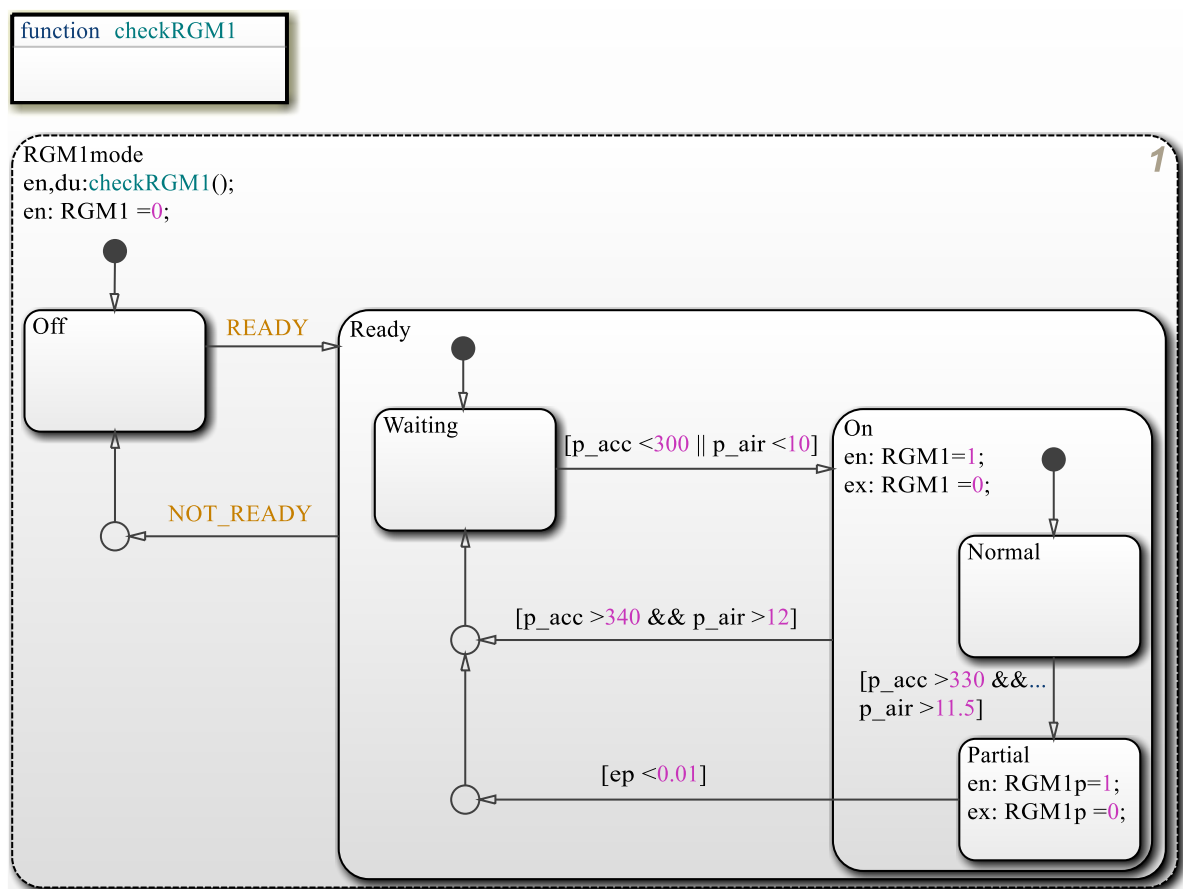 function checkRGM1
RGM1mode
1
en,du:checkRGM1();
en: RGM1 =0;
Off
READY
Ready
Waiting
[p_acc <300 || p_air <10]
On
en: RGM1=1;
ex: RGM1 =0;
NOT_READY
Normal
[p_acc >340 && p_air >12]
[p_acc >330 &&...
p_air >11.5]
Partial
[ep <0.01]
en: RGM1p=1;
ex: RGM1p =0;